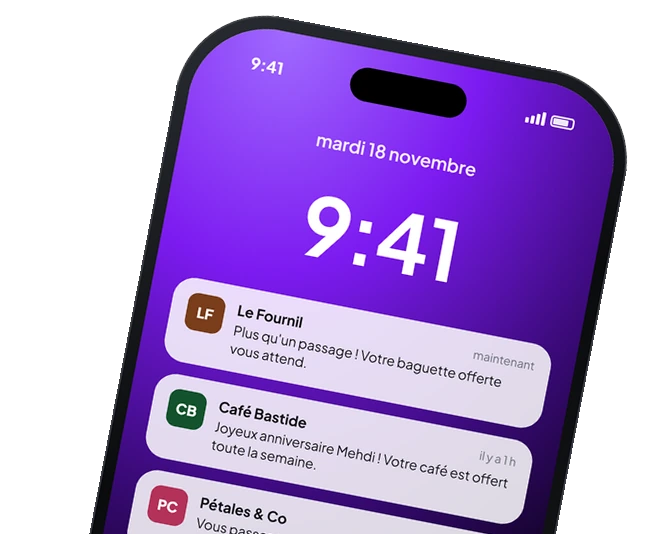 9:41
mardi 18 novembre
9:41
LF
Le Fournil
maintenant
Plus qu'un passage ! Votre baguette offerte
vous attend.
CB
Café Bastide
il y a 1 h
Joyeux anniversaire Mehdi ! Votre café est offert
toute la semaine.
PC
Pétales & Co
Vous